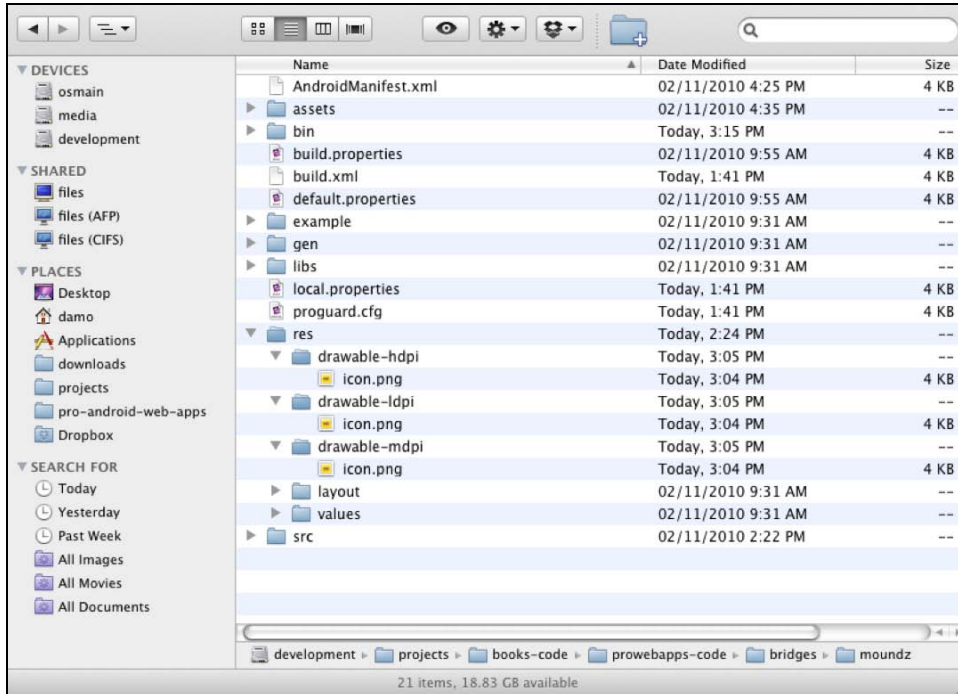 Name Date Modified Size
DEVICES
osmain
media
development
SHARED
files
files (AFP)
files (CIFS)
PLACES
Desktop
damo
Applications
downloads
projects
pro-android-web-apps
Dropbox
SEARCH FOR
Today
Yesterday
Past Week
All Images
All Movies
All Documents
AndroidManifest.xml 02/11/2010 4:25 PM 4 KB
assets 02/11/2010 4:35 PM --
bin Today, 3:15 PM --
build.properties 02/11/2010 9:55 AM 4 KB
build.xml Today, 1:41 PM 4 KB
default.properties 02/11/2010 9:55 AM 4 KB
example 02/11/2010 9:31 AM --
gen 02/11/2010 9:31 AM --
libs 02/11/2010 9:31 AM --
local.properties Today, 1:41 PM 4 KB
proguard.cfg Today, 1:41 PM 4 KB
res Today, 2:24 PM --
drawable-hdpi Today, 3:05 PM --
icon.png Today, 3:04 PM 4 KB
drawable-ldpi Today, 3:05 PM --
icon.png Today, 3:04 PM 4 KB
drawable-mdpi Today, 3:05 PM --
icon.png Today, 3:04 PM 4 KB
layout 02/11/2010 9:31 AM --
values 02/11/2010 9:31 AM --
src 02/11/2010 2:22 PM --
development projects books-code prowebapps-code bridges moundz
21 items, 18.83 GB available